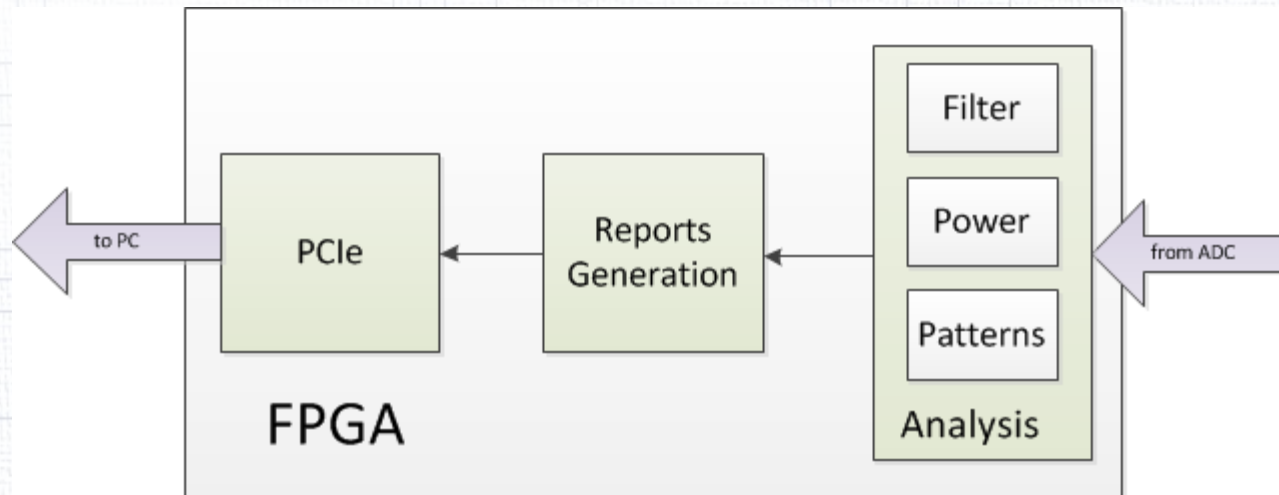 Filter
Power
Patterns
Analysis
from ADC
Reports
Generation
PCIe
to PC
FPGA